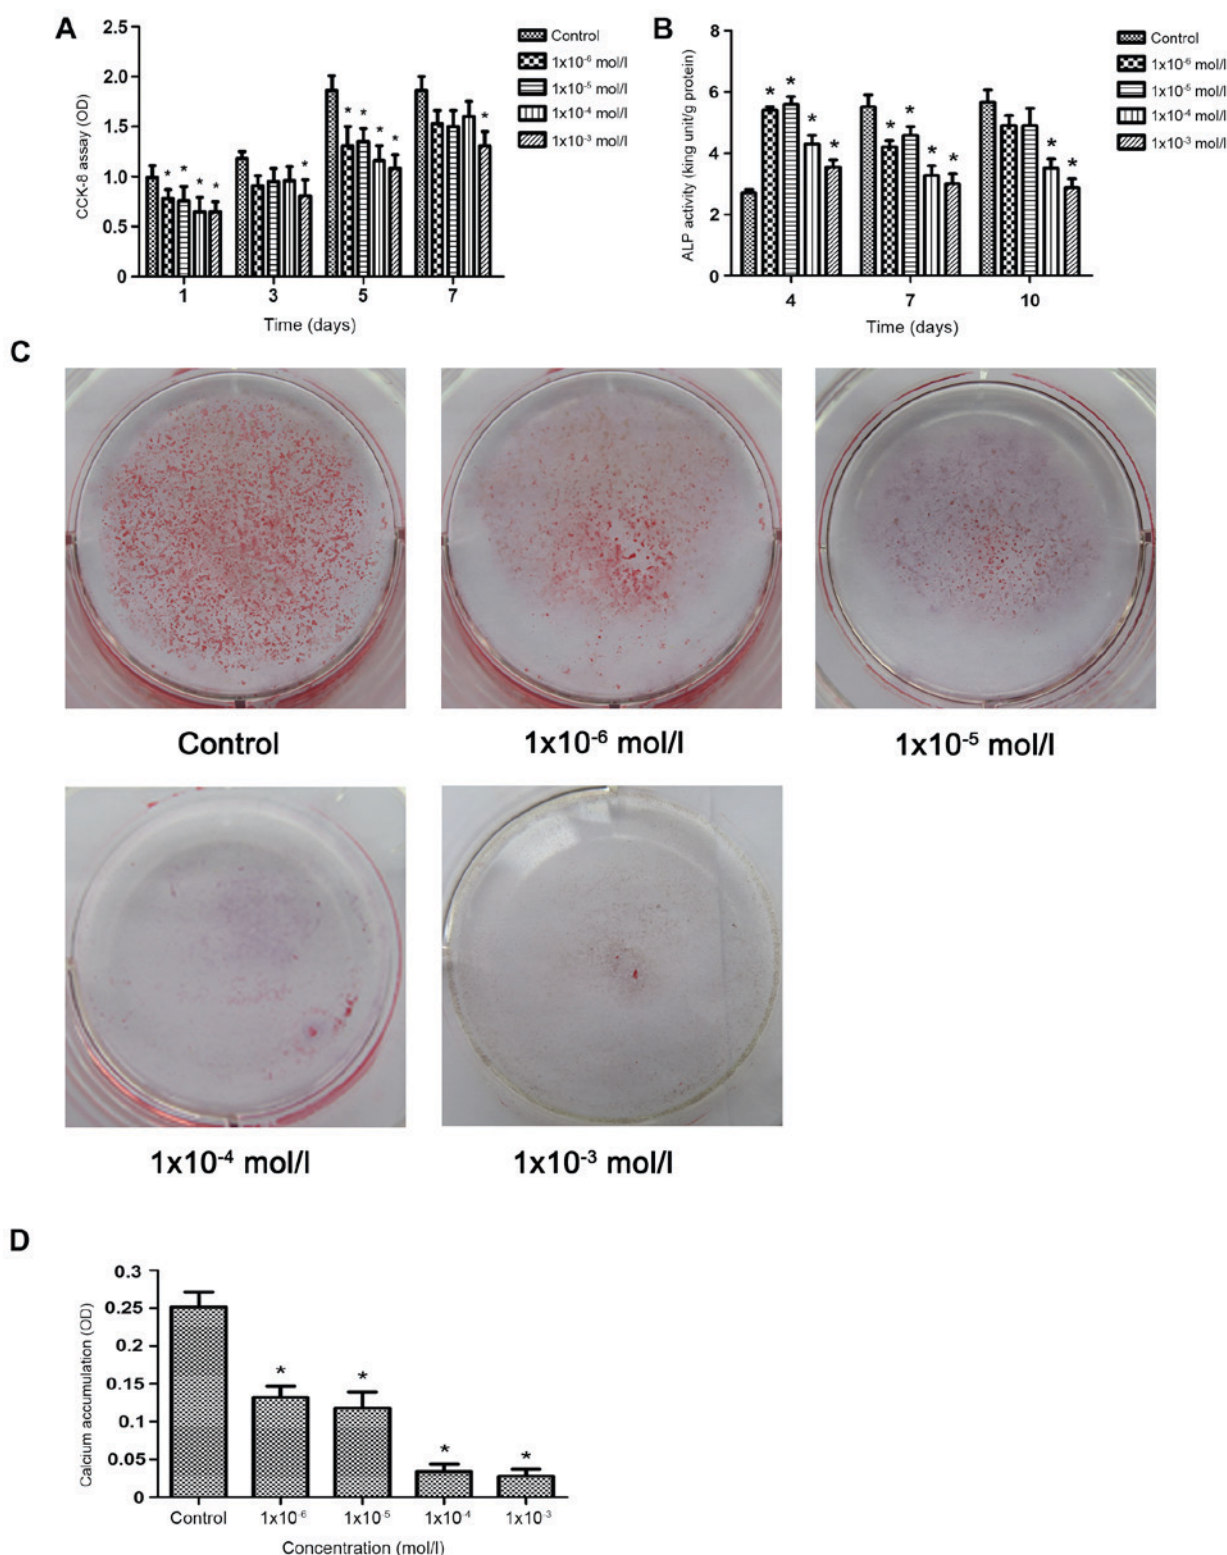 A
2.5
2.0
1.5
1.0
0.5
0
CCK-8 assay (OD)
* * * *
*
* * * *
*
1 3 5 7
Time (days)
Control
1x10⁻⁶ mol/l
1x10⁻⁵ mol/l
1x10⁻⁴ mol/l
1x10⁻³ mol/l
B
8
6
4
2
0
ALP activity (king unit/g protein)
* * * *
* * * *
* *
4 7 10
Time (days)
Control
1x10⁻⁶ mol/l
1x10⁻⁵ mol/l
1x10⁻⁴ mol/l
1x10⁻³ mol/l
C
Control 1x10⁻⁶ mol/l 1x10⁻⁵ mol/l
1x10⁻⁴ mol/l 1x10⁻³ mol/l
D
0.3
0.25
0.2
0.15
0.1
0.05
0
Calcium accumulation (OD)
* * * *
Control 1x10⁻⁶ 1x10⁻⁵ 1x10⁻⁴ 1x10⁻³
Concentration (mol/l)